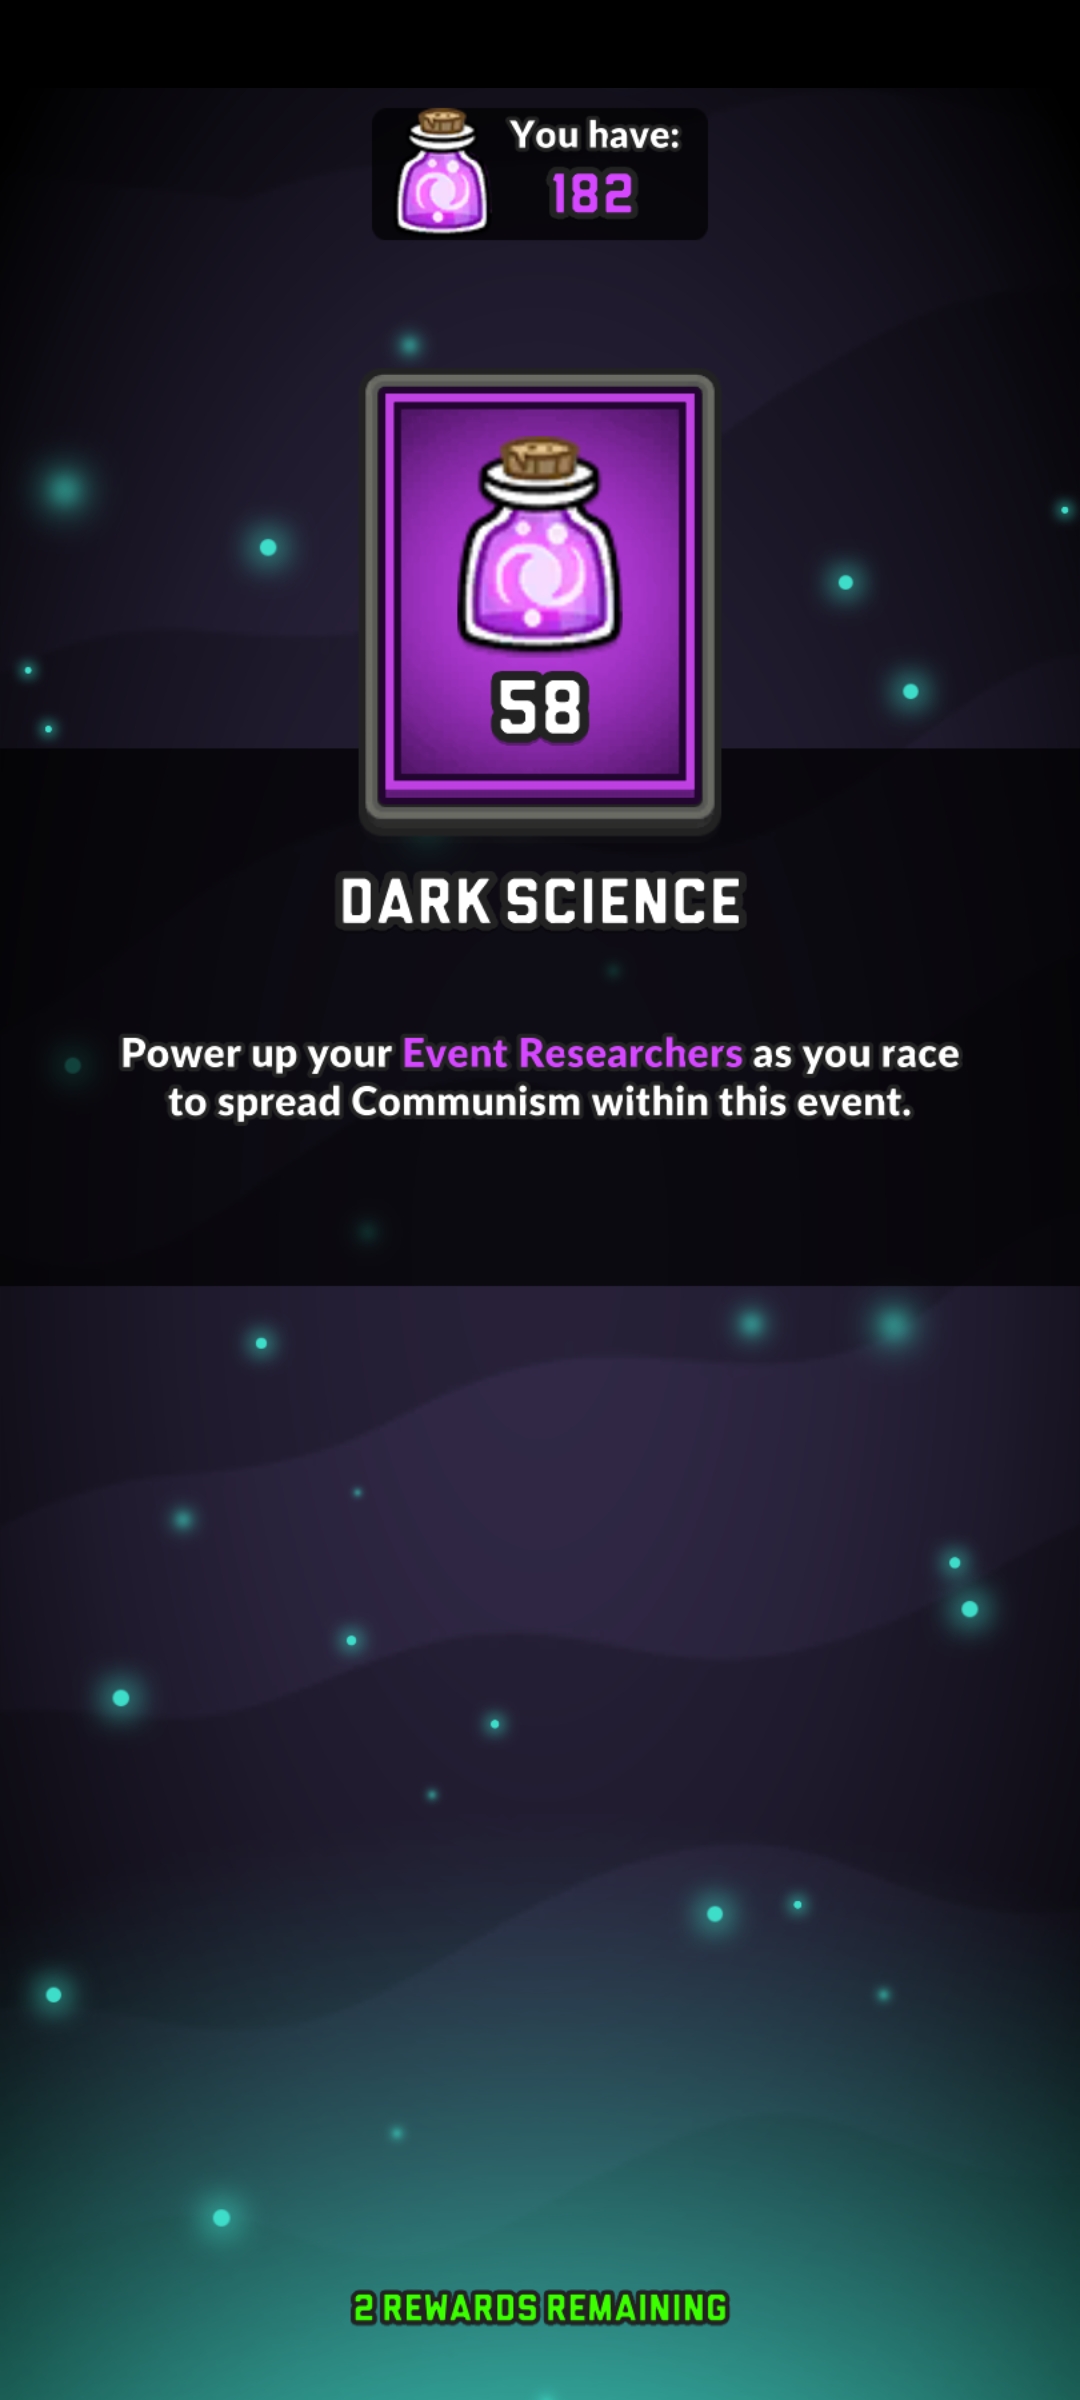 You have:
182
58
DARK SCIENCE
Power up your Event Researchers as you race
to spread Communism within this event.
2 REWARDS REMAINING